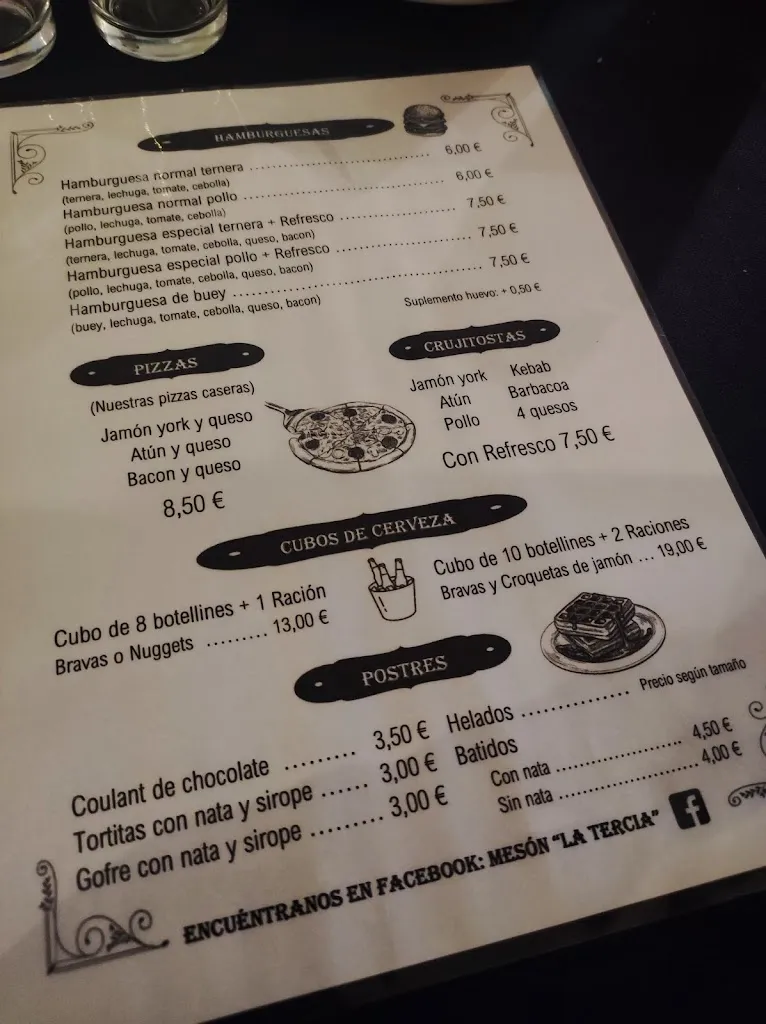 HAMBURGUESAS
Hamburguesa normal ternera ........ 6,00 €
(ternera, lechuga, tomate, cebolla)
Hamburguesa normal pollo ........ 6,00 €
(pollo, lechuga, tomate, cebolla)
Hamburguesa especial ternera + Refresco ........ 7,50 €
(ternera, lechuga, tomate, cebolla, queso, bacon)
Hamburguesa especial pollo + Refresco ........ 7,50 €
(pollo, lechuga, tomate, cebolla, queso, bacon)
Hamburguesa de buey ........ 7,50 €
(buey, lechuga, tomate, cebolla, queso, bacon)
Suplemento huevo: + 0,50 €
PIZZAS
(Nuestras pizzas caseras)
Jamón york y queso
Atún y queso
Bacon y queso
8,50 €
CRUJITOSTAS
Jamón york Kebab
Atún Barbacoa
Pollo 4 quesos
Con Refresco 7,50 €
CUBOS DE CERVEZA
Cubo de 8 botellines + 1 Ración
Bravas o Nuggets ......... 13,00 €
Cubo de 10 botellines + 2 Raciones
Bravas y Croquetas de jamón ... 19,00 €
POSTRES
Coulant de chocolate ......... 3,50 €
Tortitas con nata y sirope ...... 3,00 €
Gofre con nata y sirope ......... 3,00 €
Helados ............... Precio según tamaño
Batidos
Con nata ............... 4,50 €
Sin nata ............... 4,00 €
ENCUÉNTRANOS EN FACEBOOK: MESÓN "LA TERCIA" f